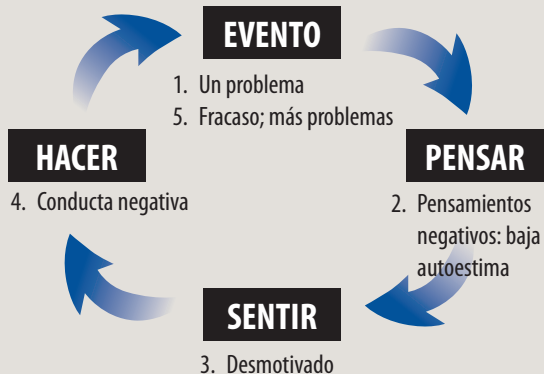 EVENTO
1. Un problema
5. Fracaso; más problemas
HACER
4. Conducta negativa
PENSAR
2. Pensamientos
negativos: baja
autoestima
SENTIR
3. Desmotivado